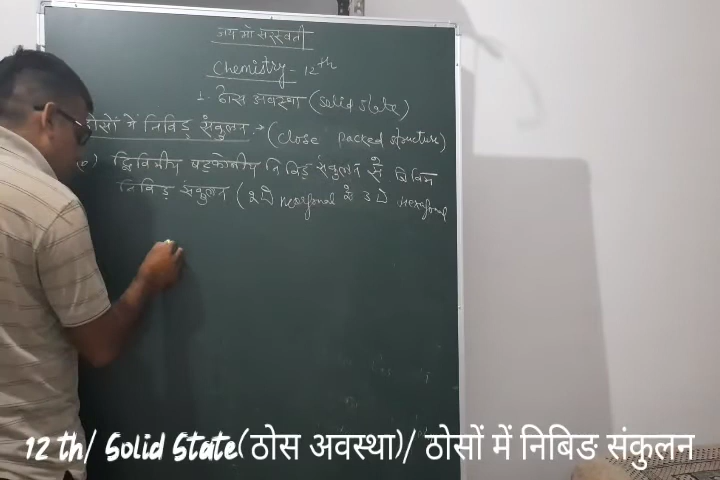 जय माँ सरस्वती
Chemistry - 12th
1. ठोस अवस्था (Solid state)
ठोसों में निविड़ संकुलन → (Close packed structure)
द्विविमीय षट्कोणीय निविड़ संकुलन से त्रिविम
निविड़ संकुलन (2D hexagonal से 3D hexagonal
12 th/ Solid State(ठोस अवस्था)/ ठोसों में निबिङ संकुलन